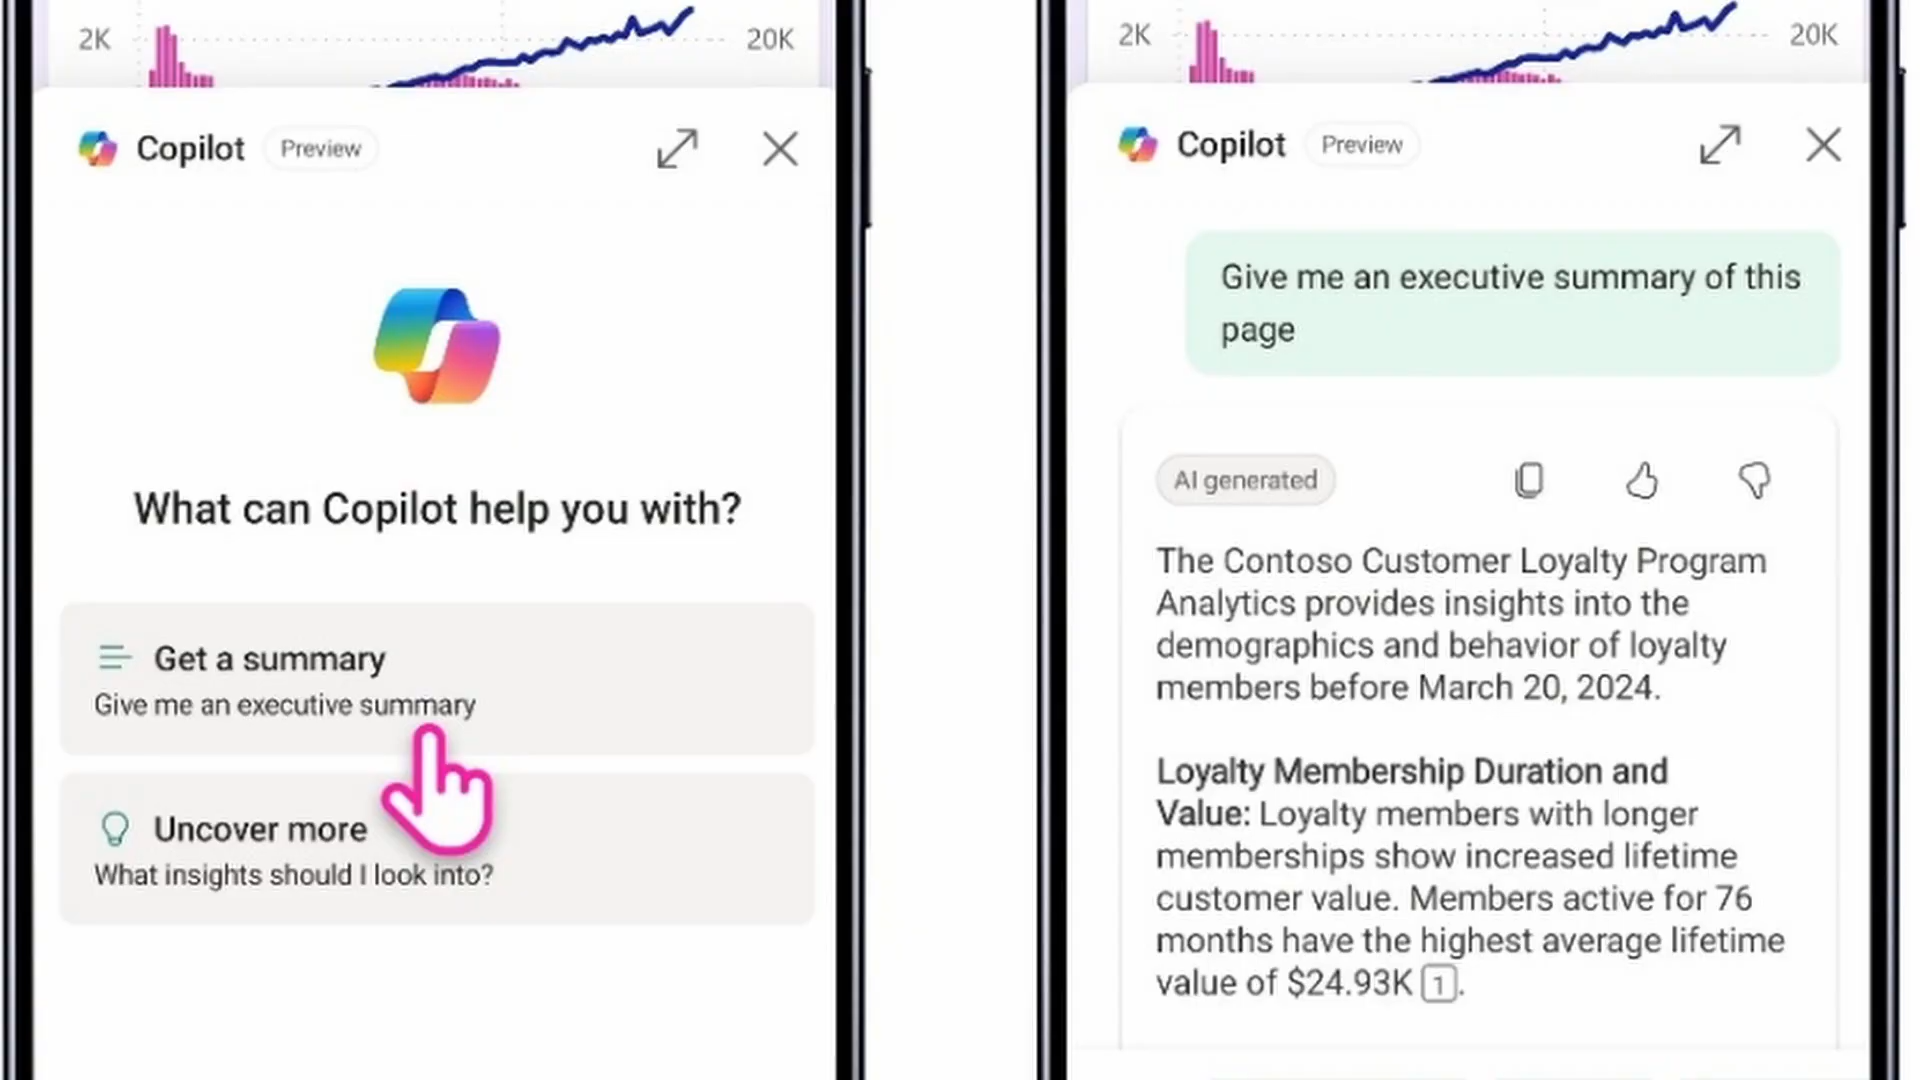 2K
20K
Copilot
Preview
What can Copilot help you with?
Get a summary
Give me an executive summary
Uncover more
What insights should I look into?
2K
20K
Copilot
Preview
Give me an executive summary of this
page
AI generated
The Contoso Customer Loyalty Program
Analytics provides insights into the
demographics and behavior of loyalty
members before March 20, 2024.
Loyalty Membership Duration and
Value: Loyalty members with longer
memberships show increased lifetime
customer value. Members active for 76
months have the highest average lifetime
value of $24.93K 1.